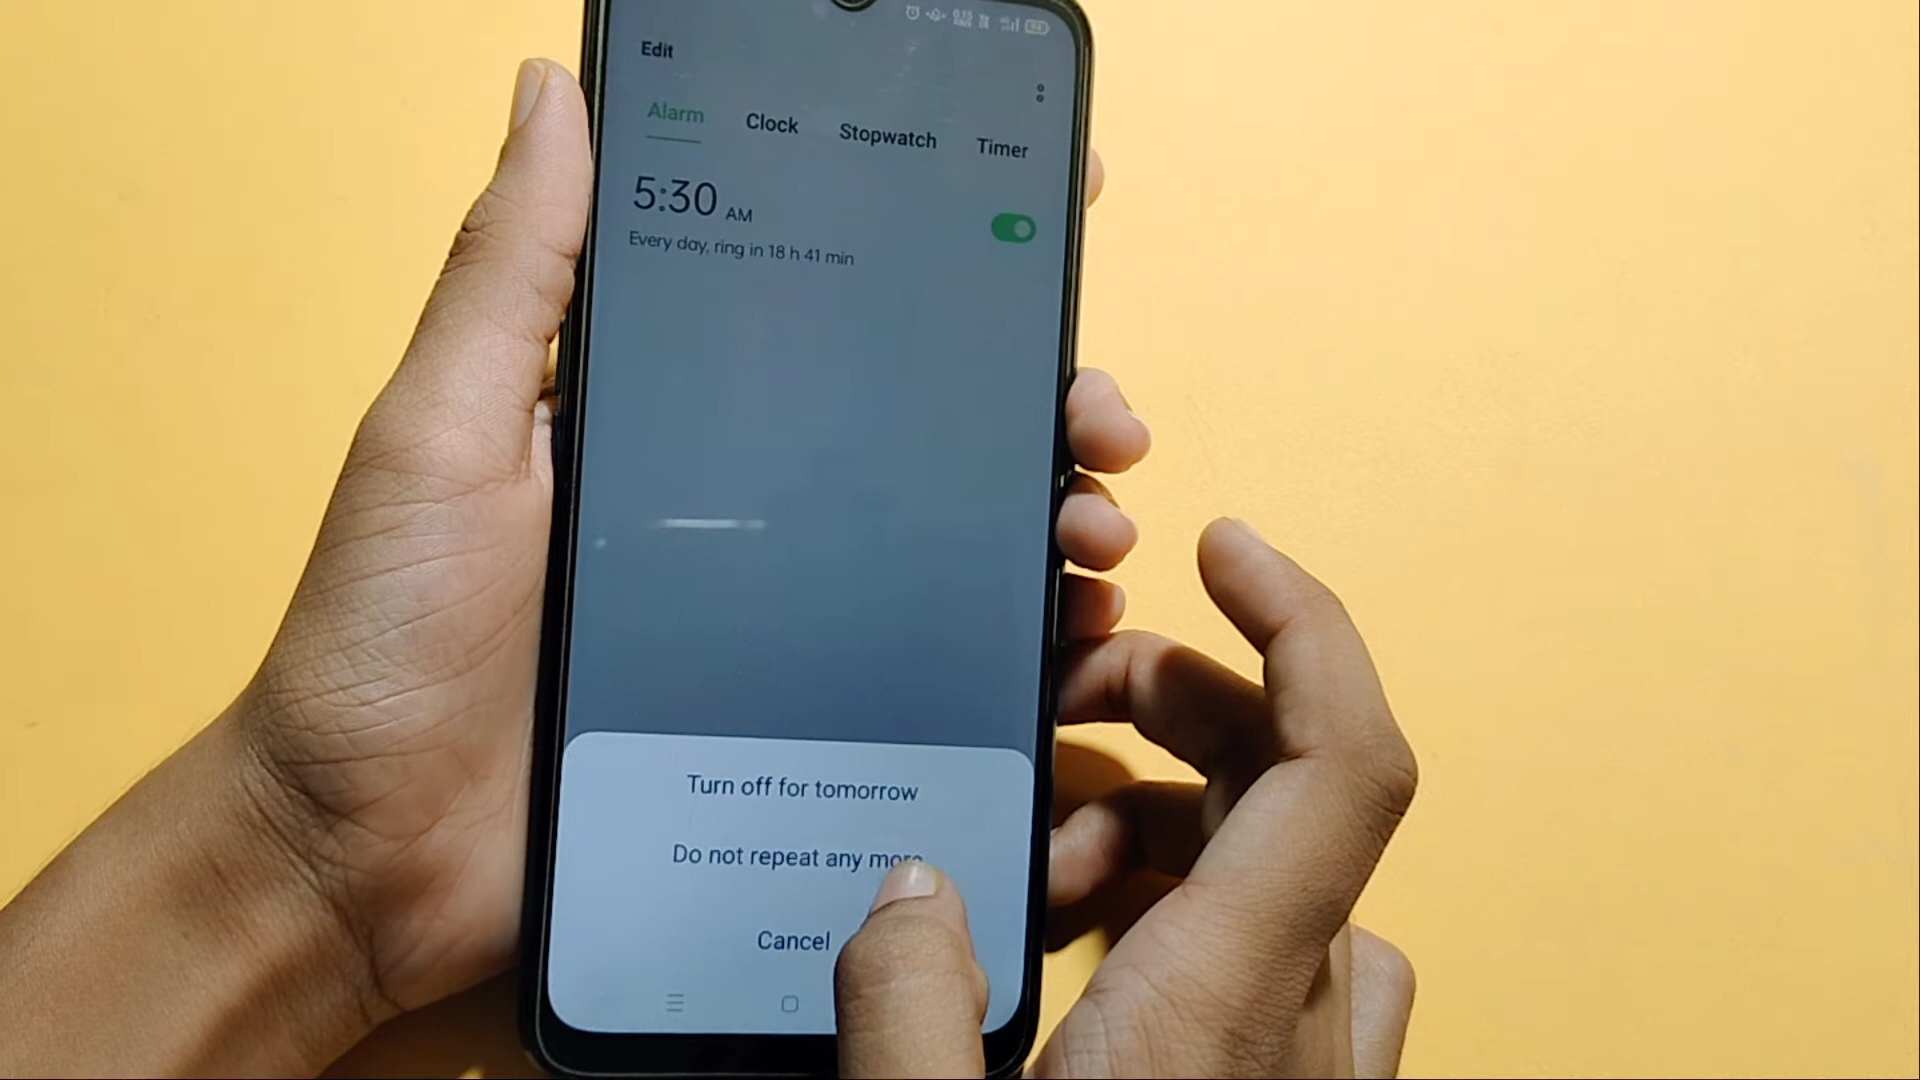 Edit
Alarm Clock Stopwatch Timer
5:30 AM
Every day, ring in 18 h 41 min
Turn off for tomorrow
Do not repeat any more
Cancel